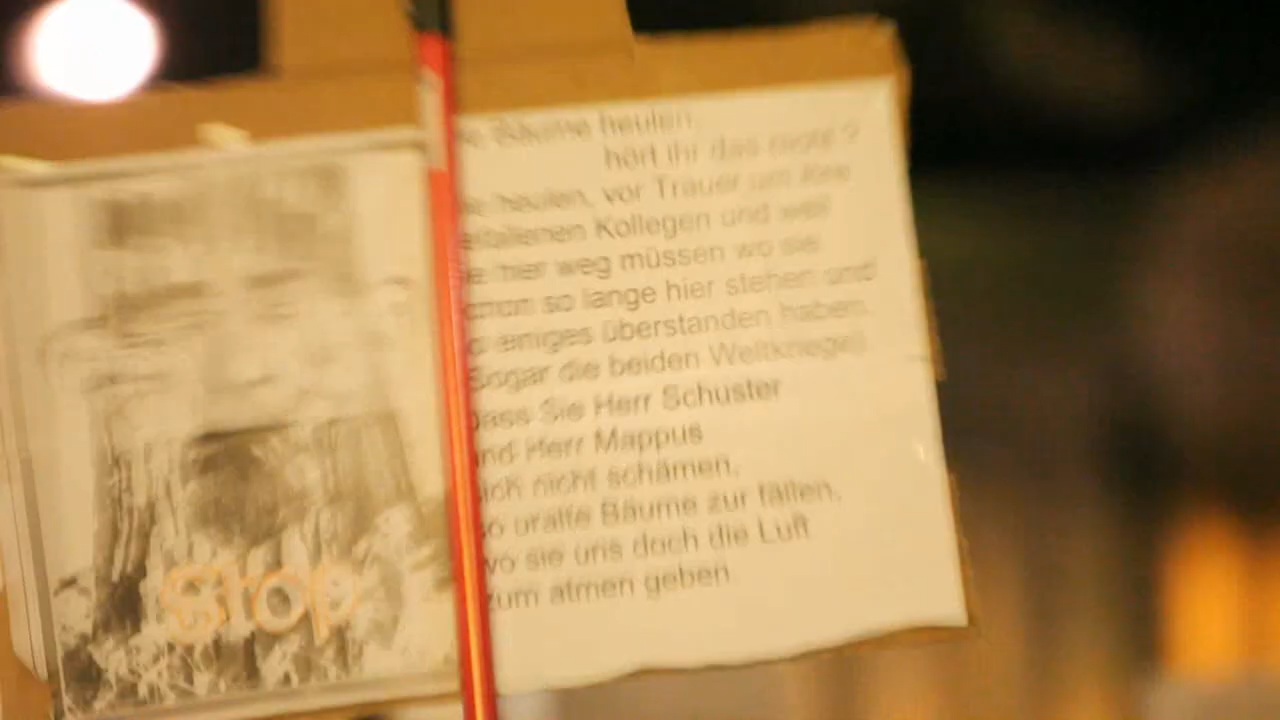 Bäume heulen,
hört ihr das nicht ?
heulen, vor Trauer um ihre
Kollegen und weil
hier weg müssen wo sie
so lange hier stehen und
einiges überstanden haben.
Sogar die beiden Weltkriege!
Dass Sie Herr Schuster
und Herr Mappus
sich nicht schämen,
so uralte Bäume zur fällen,
wo sie uns doch die Luft
zum atmen geben
Stop